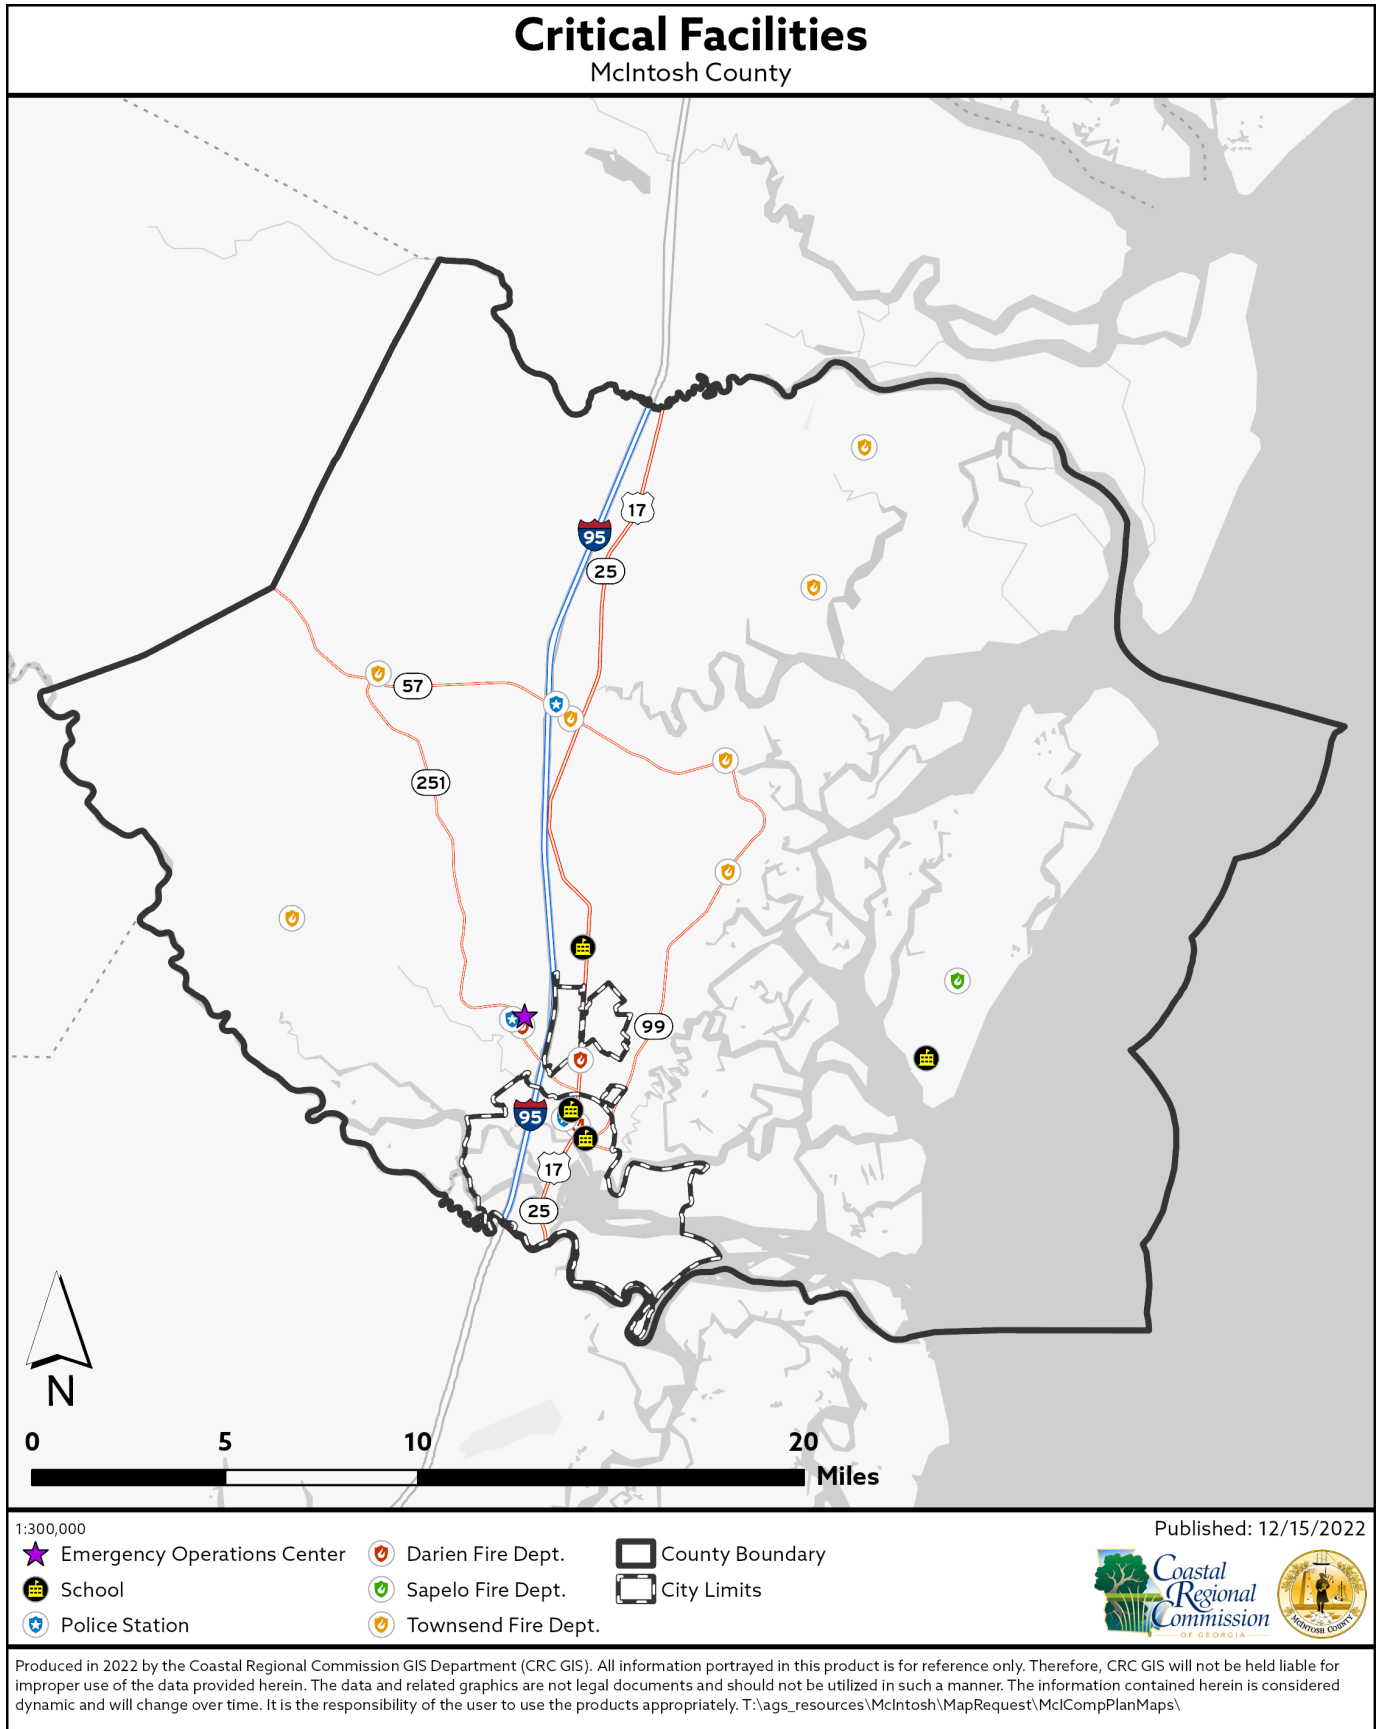 Critical Facilities
McIntosh County
17
95
25
57
251
99
95
17
25
N
0 5 10 20
Miles
1:300,000
Published: 12/15/2022
Emergency Operations Center
School
Police Station
Darien Fire Dept.
Sapelo Fire Dept.
Townsend Fire Dept.
County Boundary
City Limits
Coastal
Regional
Commission
OF GEORGIA
McINTOSH COUNTY
Produced in 2022 by the Coastal Regional Commission GIS Department (CRC GIS). All information portrayed in this product is for reference only. Therefore, CRC GIS will not be held liable for
improper use of the data provided herein. The data and related graphics are not legal documents and should not be utilized in such a manner. The information contained herein is considered
dynamic and will change over time. It is the responsibility of the user to use the products appropriately. T:\ags_resources\McIntosh\MapRequest\McICompPlanMaps\